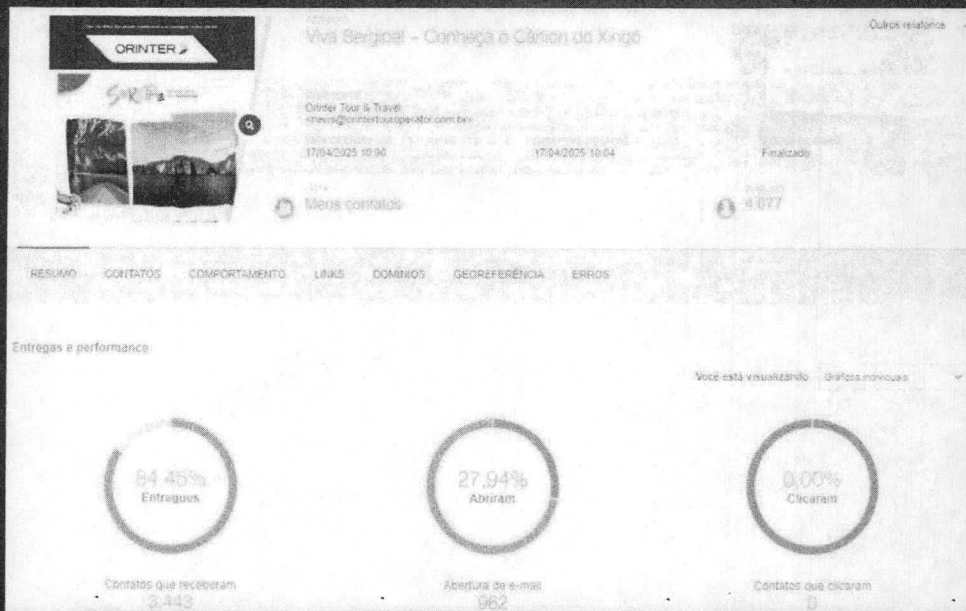 Outros relatórios
ORINTER
Viva Sergipe! – Conheça o Cânion do Xingó
Orinter Tour & Travel
17/04/2025 10:00
17/04/2025 10:04
Finalizado
Meus contatos
4.077
RESUMO
CONTATOS
COMPORTAMENTO
LINKS
DOMÍNIOS
GEOREFERÊNCIA
ERROS
Entregas e performance
Você está visualizando
Gráficos individuais
84.45%
Entregues
27,94%
Abriram
0,00%
Clicaram
Contatos que receberam
3.443
Abertura de e-mail
962
Contatos que clicaram
0